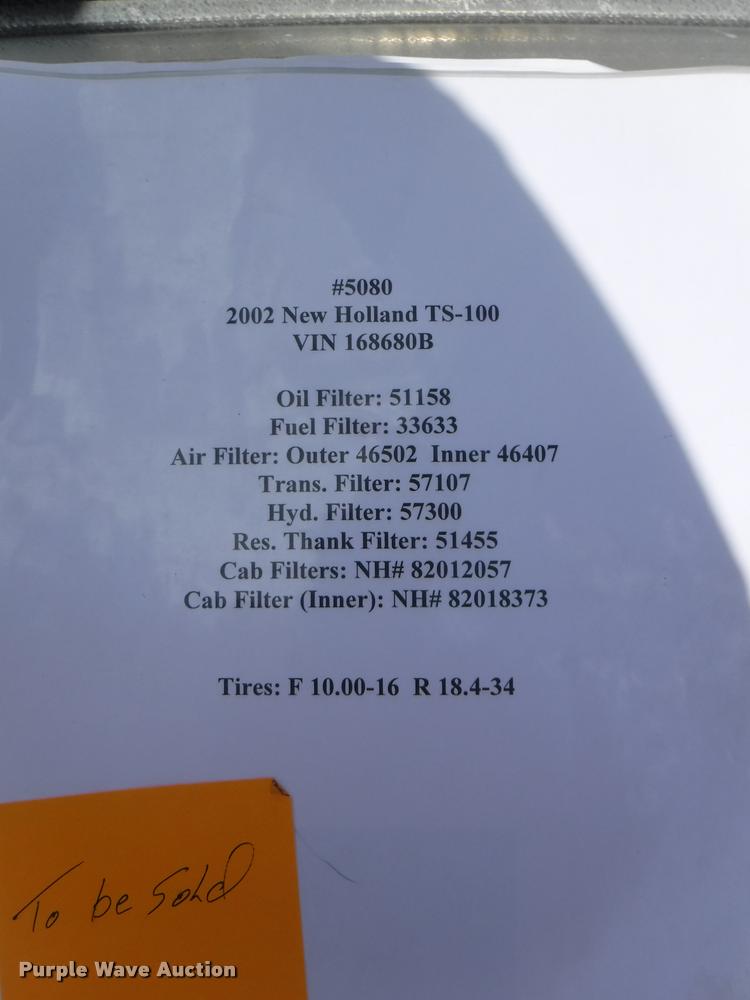 #5080
2002 New Holland TS-100
VIN 168680B
Oil Filter: 51158
Fuel Filter: 33633
Air Filter: Outer 46502 Inner 46407
Trans. Filter: 57107
Hyd. Filter: 57300
Res. Thank Filter: 51455
Cab Filters: NH# 82012057
Cab Filter (Inner): NH# 82018373
Tires: F 10.00-16 R 18.4-34
To be Sold
Purple Wave Auction